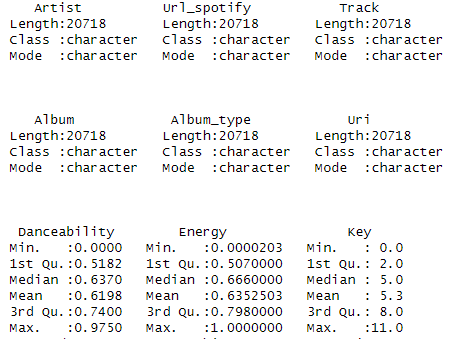 Artist Url_spotify Track
Length:20718 Length:20718 Length:20718
Class :character Class :character Class :character
Mode :character Mode :character Mode :character
Album Album_type Uri
Length:20718 Length:20718 Length:20718
Class :character Class :character Class :character
Mode :character Mode :character Mode :character
Danceability Energy Key
Min. :0.0000 Min. :0.0000203 Min. : 0.0
1st Qu.:0.5182 1st Qu.:0.5070000 1st Qu.: 2.0
Median :0.6370 Median :0.6660000 Median : 5.0
Mean :0.6198 Mean :0.6352503 Mean : 5.3
3rd Qu.:0.7400 3rd Qu.:0.7980000 3rd Qu.: 8.0
Max. :0.9750 Max. :1.0000000 Max. :11.0